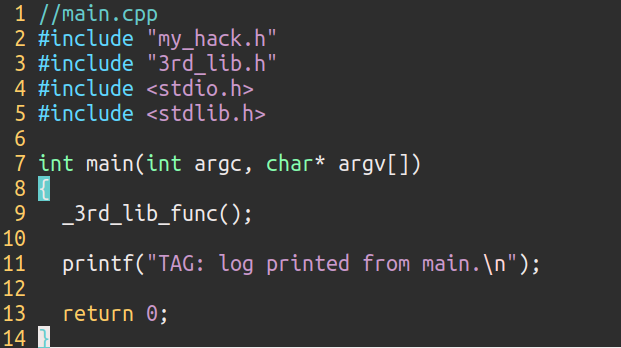 1 //main.cpp
2 #include "my_hack.h"
3 #include "3rd_lib.h"
4 #include <stdio.h>
5 #include <stdlib.h>
6
7 int main(int argc, char* argv[])
8 {
9   _3rd_lib_func();
10
11   printf("TAG: log printed from main.\n");
12
13   return 0;
14 }